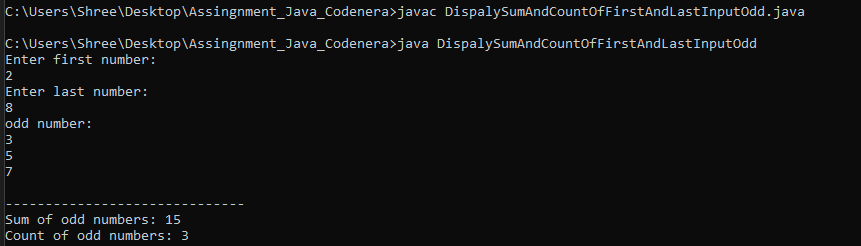 C:\Users\Shree\Desktop\Assingnment_Java_Codenera>javac DispalySumAndCountOfFirstAndLastInputOdd.java
C:\Users\Shree\Desktop\Assingnment_Java_Codenera>java DispalySumAndCountOfFirstAndLastInputOdd
Enter first number:
2
Enter last number:
8
odd number:
3
5
7
------------------------------
Sum of odd numbers: 15
Count of odd numbers: 3